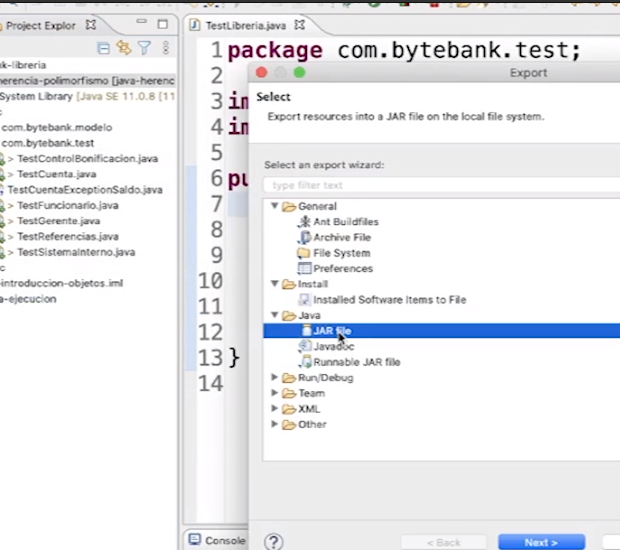 Project Explor
k-libreria
herencia-polimorfismo [java-herenc
System Library [Java SE 11.0.8 [11
com.bytebank.modelo
com.bytebank.test
> TestControlBonificacion.java
> TestCuenta.java
TestCuentaExceptionSaldo.java
> TestFuncionario.java
> TestGerente.java
> TestReferencias.java
> TestSistemaInterno.java
c
-introduccion-objetos.iml
a-ejecucion
TestLibreria.java
1 package com.bytebank.test;
2
3 im
4 im
5
6 pu
7
8
9
10
11
12
13 }
14
Console
Export
Select
Export resources into a JAR file on the local file system.
Select an export wizard:
type filter text
General
Ant Buildfiles
Archive File
File System
Preferences
Install
Installed Software Items to File
Java
JAR file
Javadoc
Runnable JAR file
Run/Debug
Team
XML
Other
?
< Back
Next >